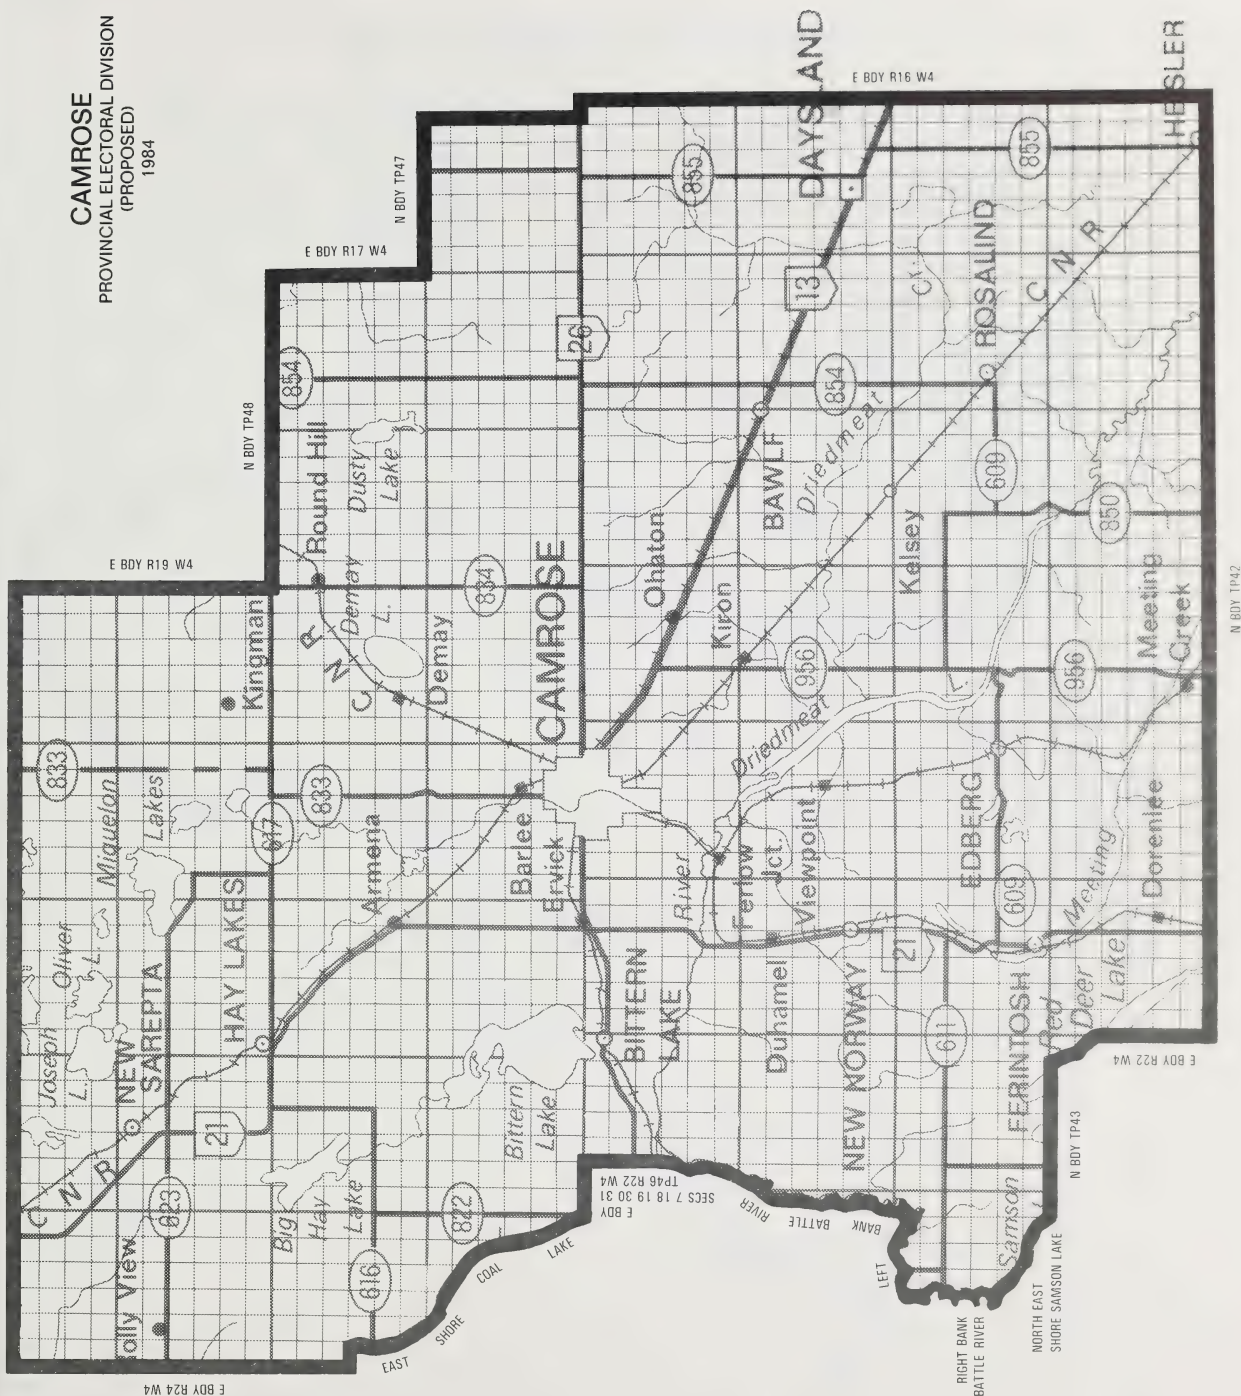 CAMROSE
PROVINCIAL ELECTORAL DIVISION
(PROPOSED)
1984
E BDY R24 W4
E BDY R19 W4
N BDY TP48
E BDY R17 W4
N BDY TP47
E BDY R16 W4
N BDY TP42
E BDY R22 W4
N BDY TP43
NORTH EAST
SHORE SAMSON LAKE
RIGHT BANK
BATTLE RIVER
LEFT
BANK
BATTLE
RIVER
E BDY
SECS 7 18 19 30 31
TP46 R22 W4
EAST
SHORE
COAL
LAKE
Joseph
L.
Oliver
L.
Miquelon
Lakes
833
C N R
NEW
SAREPTA
olly View
623
21
HAY LAKES
617
Kingman
Big
Hay
Lake
616
822
Armena
833
C N R
Round Hill
854
Demay
L.
Dusty
Lake
Demay
834
Bittern
Lake
Barlee
Ervick
CAMROSE
26
BITTERN
LAKE
River
Ferlow
Jct.
Duhamel
Viewpoint
Driedmeat
L.
Ohaton
Kiron
956
BAWLF
Driedmeat
Cr.
854
13
855
DAYSLAND
NEW NORWAY
21
611
EDBERG
609
Kelsey
609
ROSALIND
C N R
855
FERINTOSH
Samson
L.
Red
Deer
Lake
Meeting
Dorenlee
956
Meeting
Creek
850
HEISLER